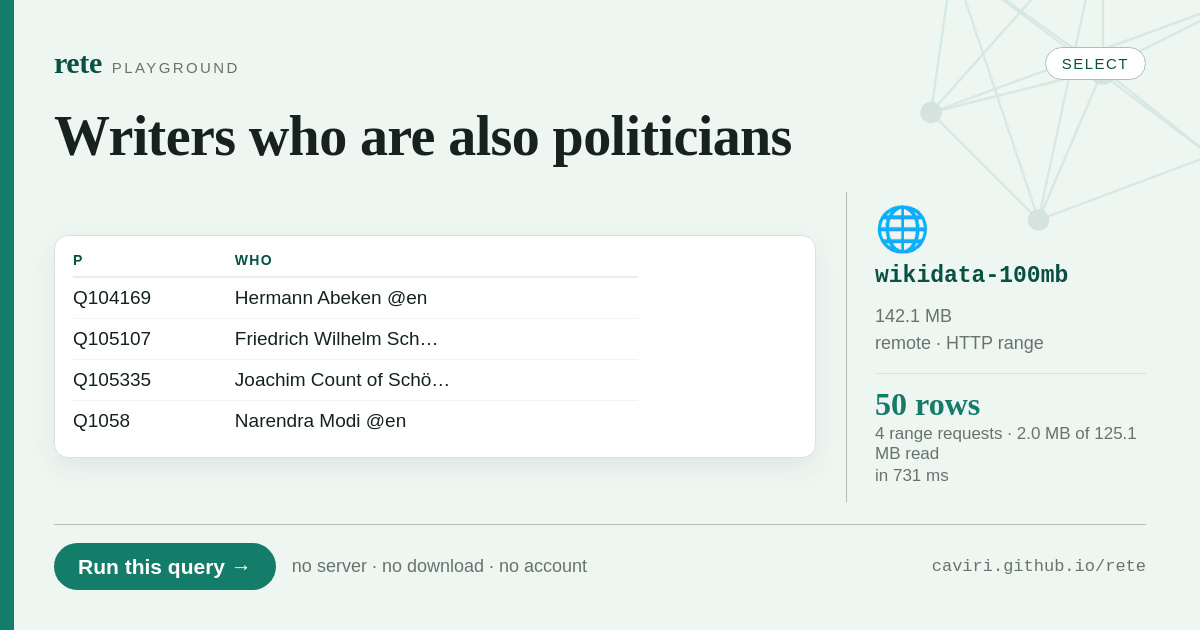 rete PLAYGROUND
SELECT
Writers who are also politicians
P WHO
Q104169 Hermann Abeken @en
Q105107 Friedrich Wilhelm Sch…
Q105335 Joachim Count of Schö…
Q1058 Narendra Modi @en
wikidata-100mb
142.1 MB
remote · HTTP range
50 rows
4 range requests · 2.0 MB of 125.1
MB read
in 731 ms
Run this query →
no server · no download · no account
caviri.github.io/rete